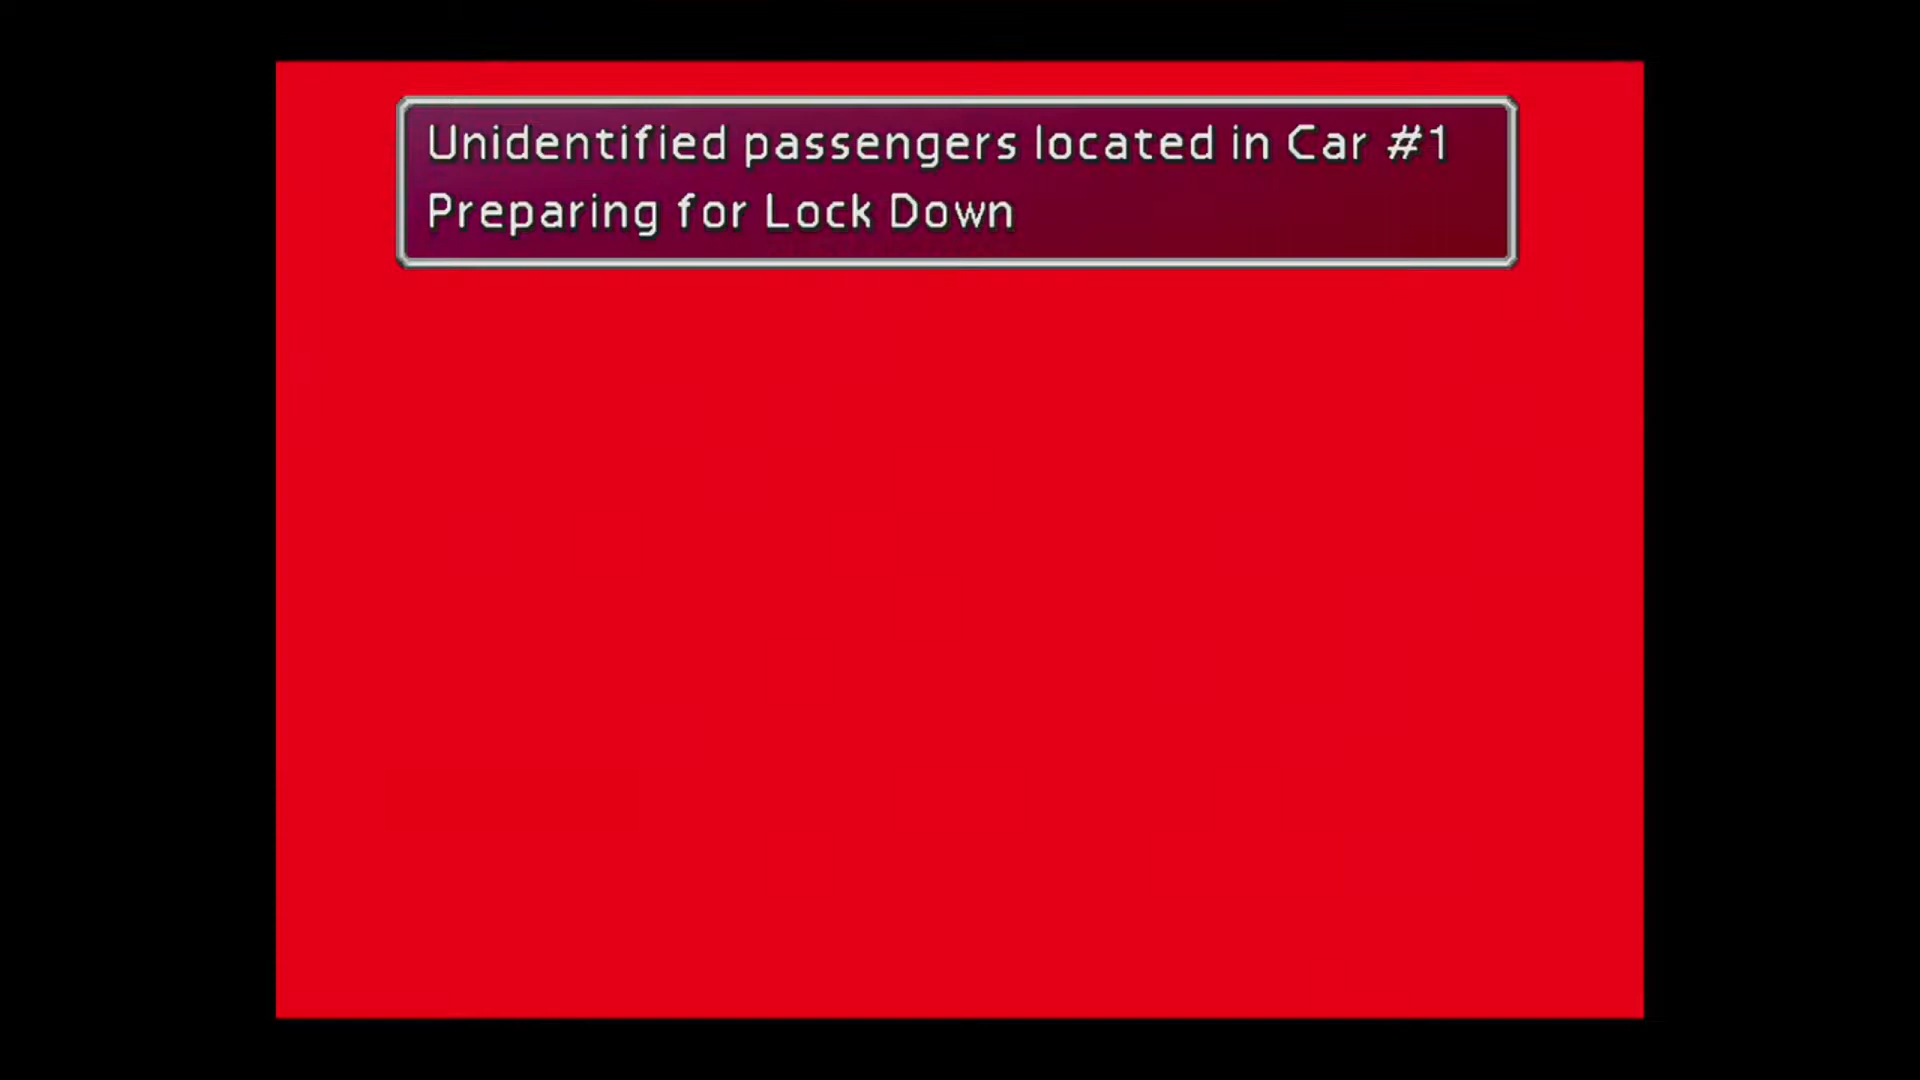 Unidentified passengers located in Car #1
Preparing for Lock Down